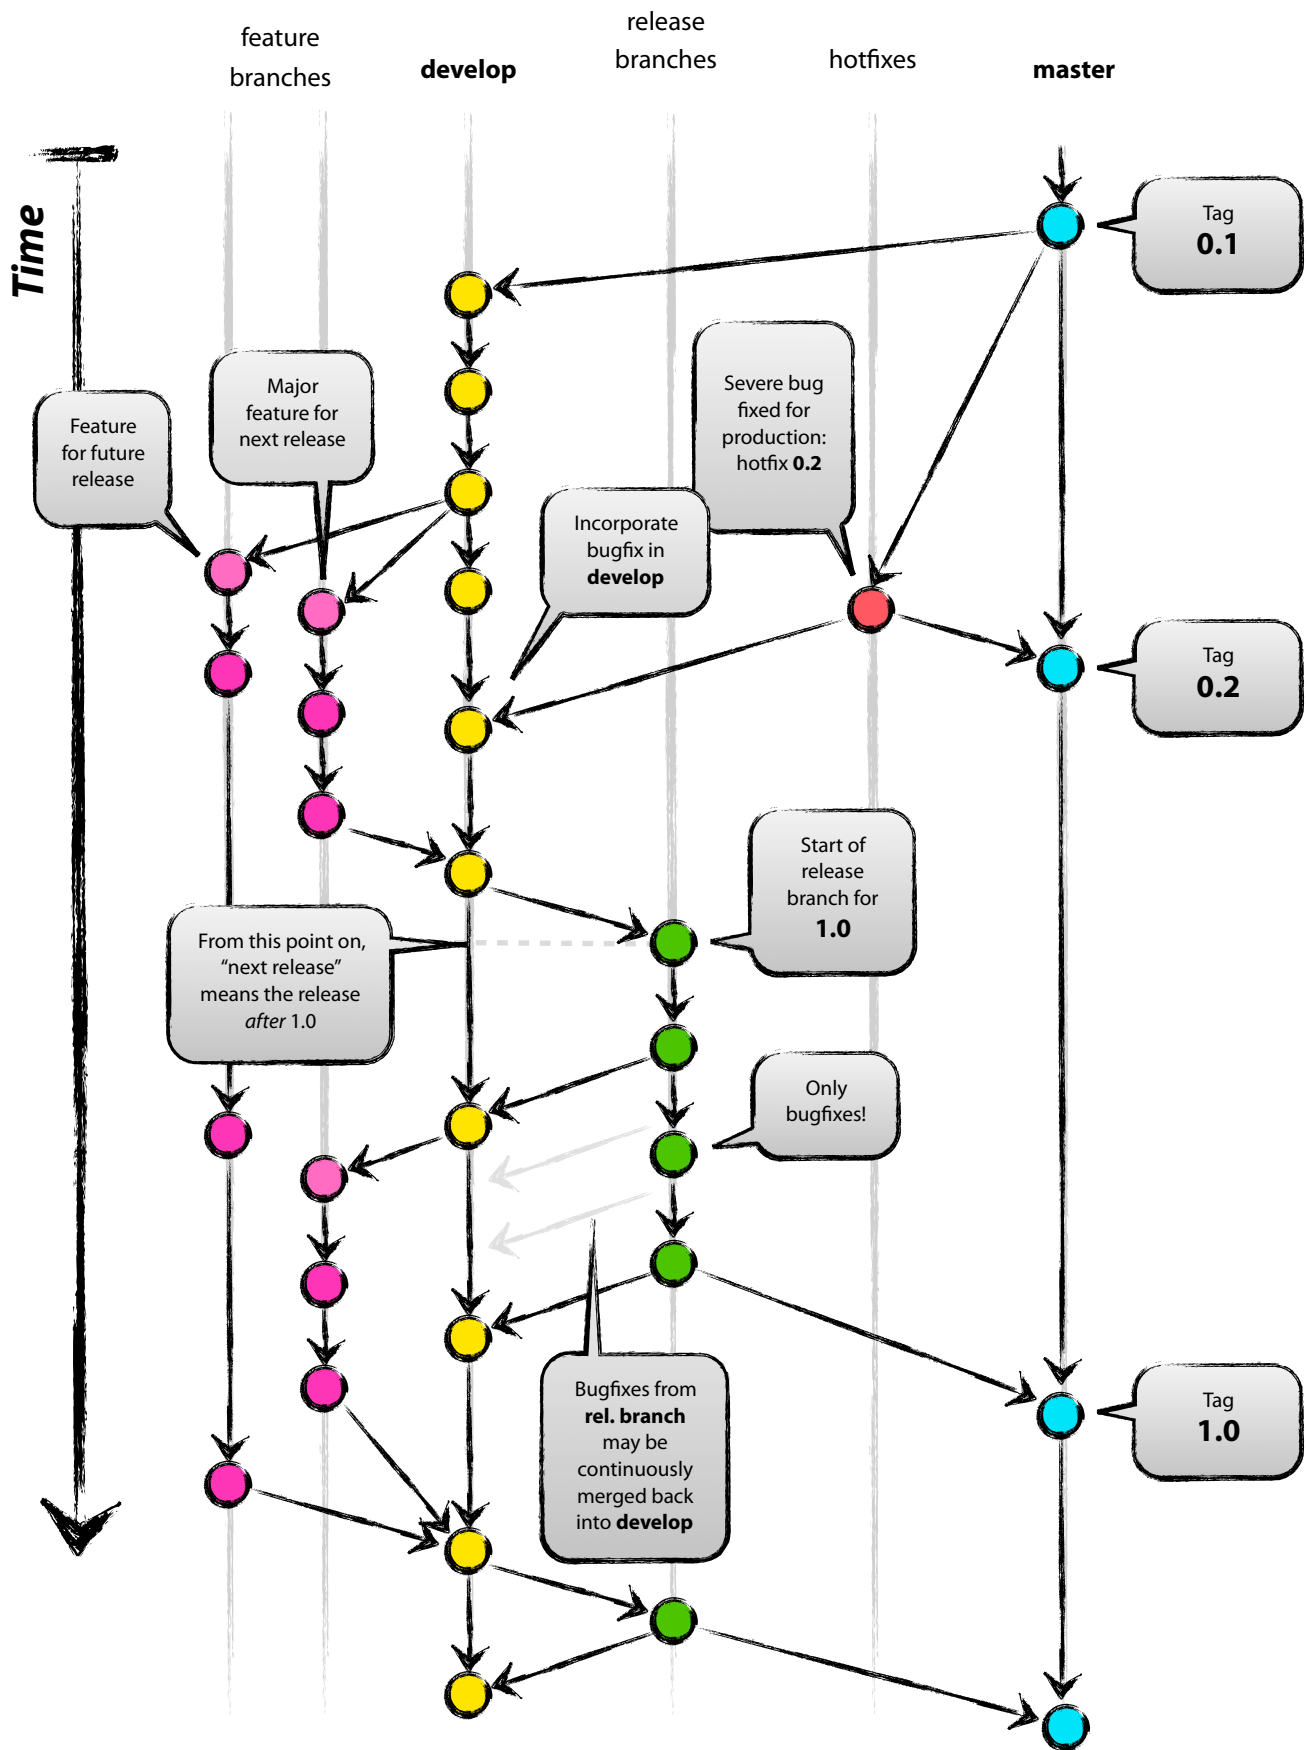 feature
branches
develop
release
branches
hotfixes
master
Time
Tag
0.1
Major
feature for
next release
Feature
for future
release
Severe bug
fixed for
production:
hotfix 0.2
Incorporate
bugfix in
develop
Tag
0.2
Start of
release
branch for
1.0
From this point on,
“next release”
means the release
after 1.0
Only
bugfixes!
Bugfixes from
rel. branch
may be
continuously
merged back
into develop
Tag
1.0